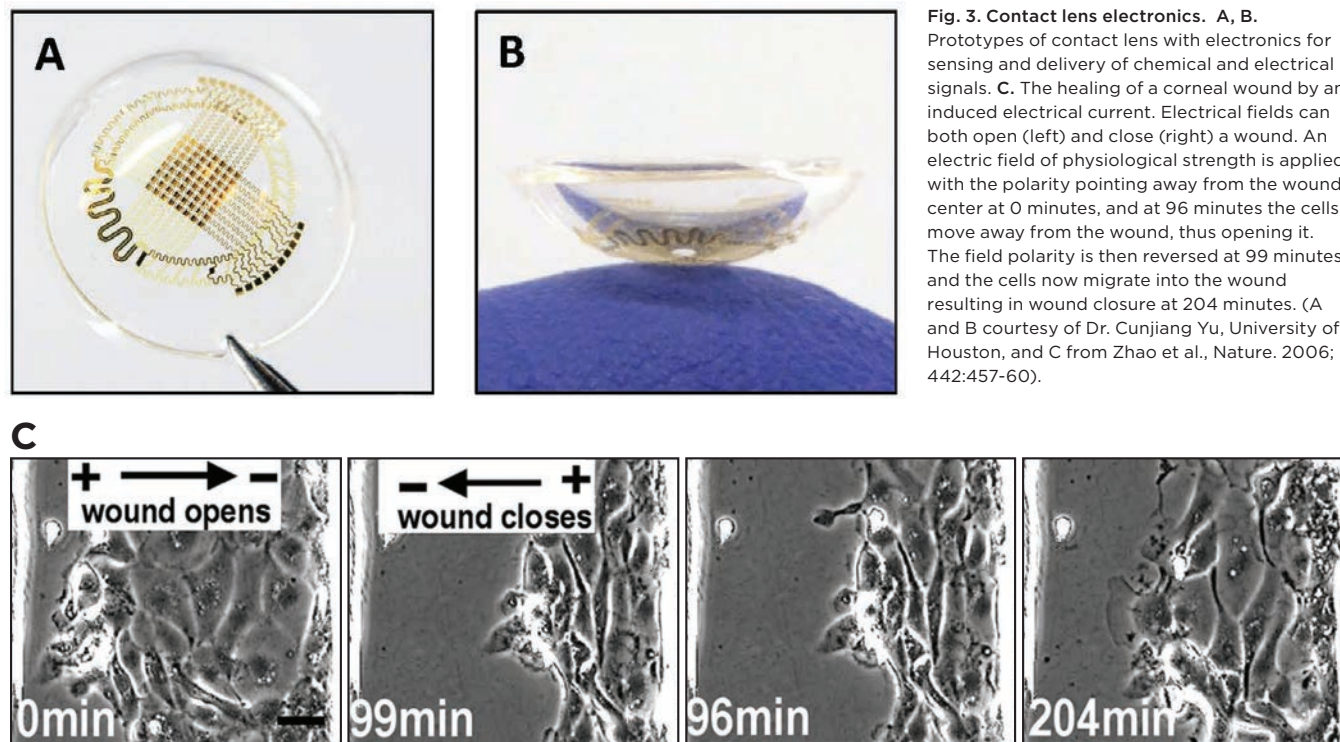 A
B
Fig. 3. Contact lens electronics. A, B.
Prototypes of contact lens with electronics for
sensing and delivery of chemical and electrical
signals. C. The healing of a corneal wound by an
induced electrical current. Electrical fields can
both open (left) and close (right) a wound. An
electric field of physiological strength is applied
with the polarity pointing away from the wound
center at 0 minutes, and at 96 minutes the cells
move away from the wound, thus opening it.
The field polarity is then reversed at 99 minutes
and the cells now migrate into the wound
resulting in wound closure at 204 minutes. (A
and B courtesy of Dr. Cunjiang Yu, University of
Houston, and C from Zhao et al., Nature. 2006;
442:457-60).
C
+ → -
wound opens
0min
- ← +
wound closes
99min
96min
204min